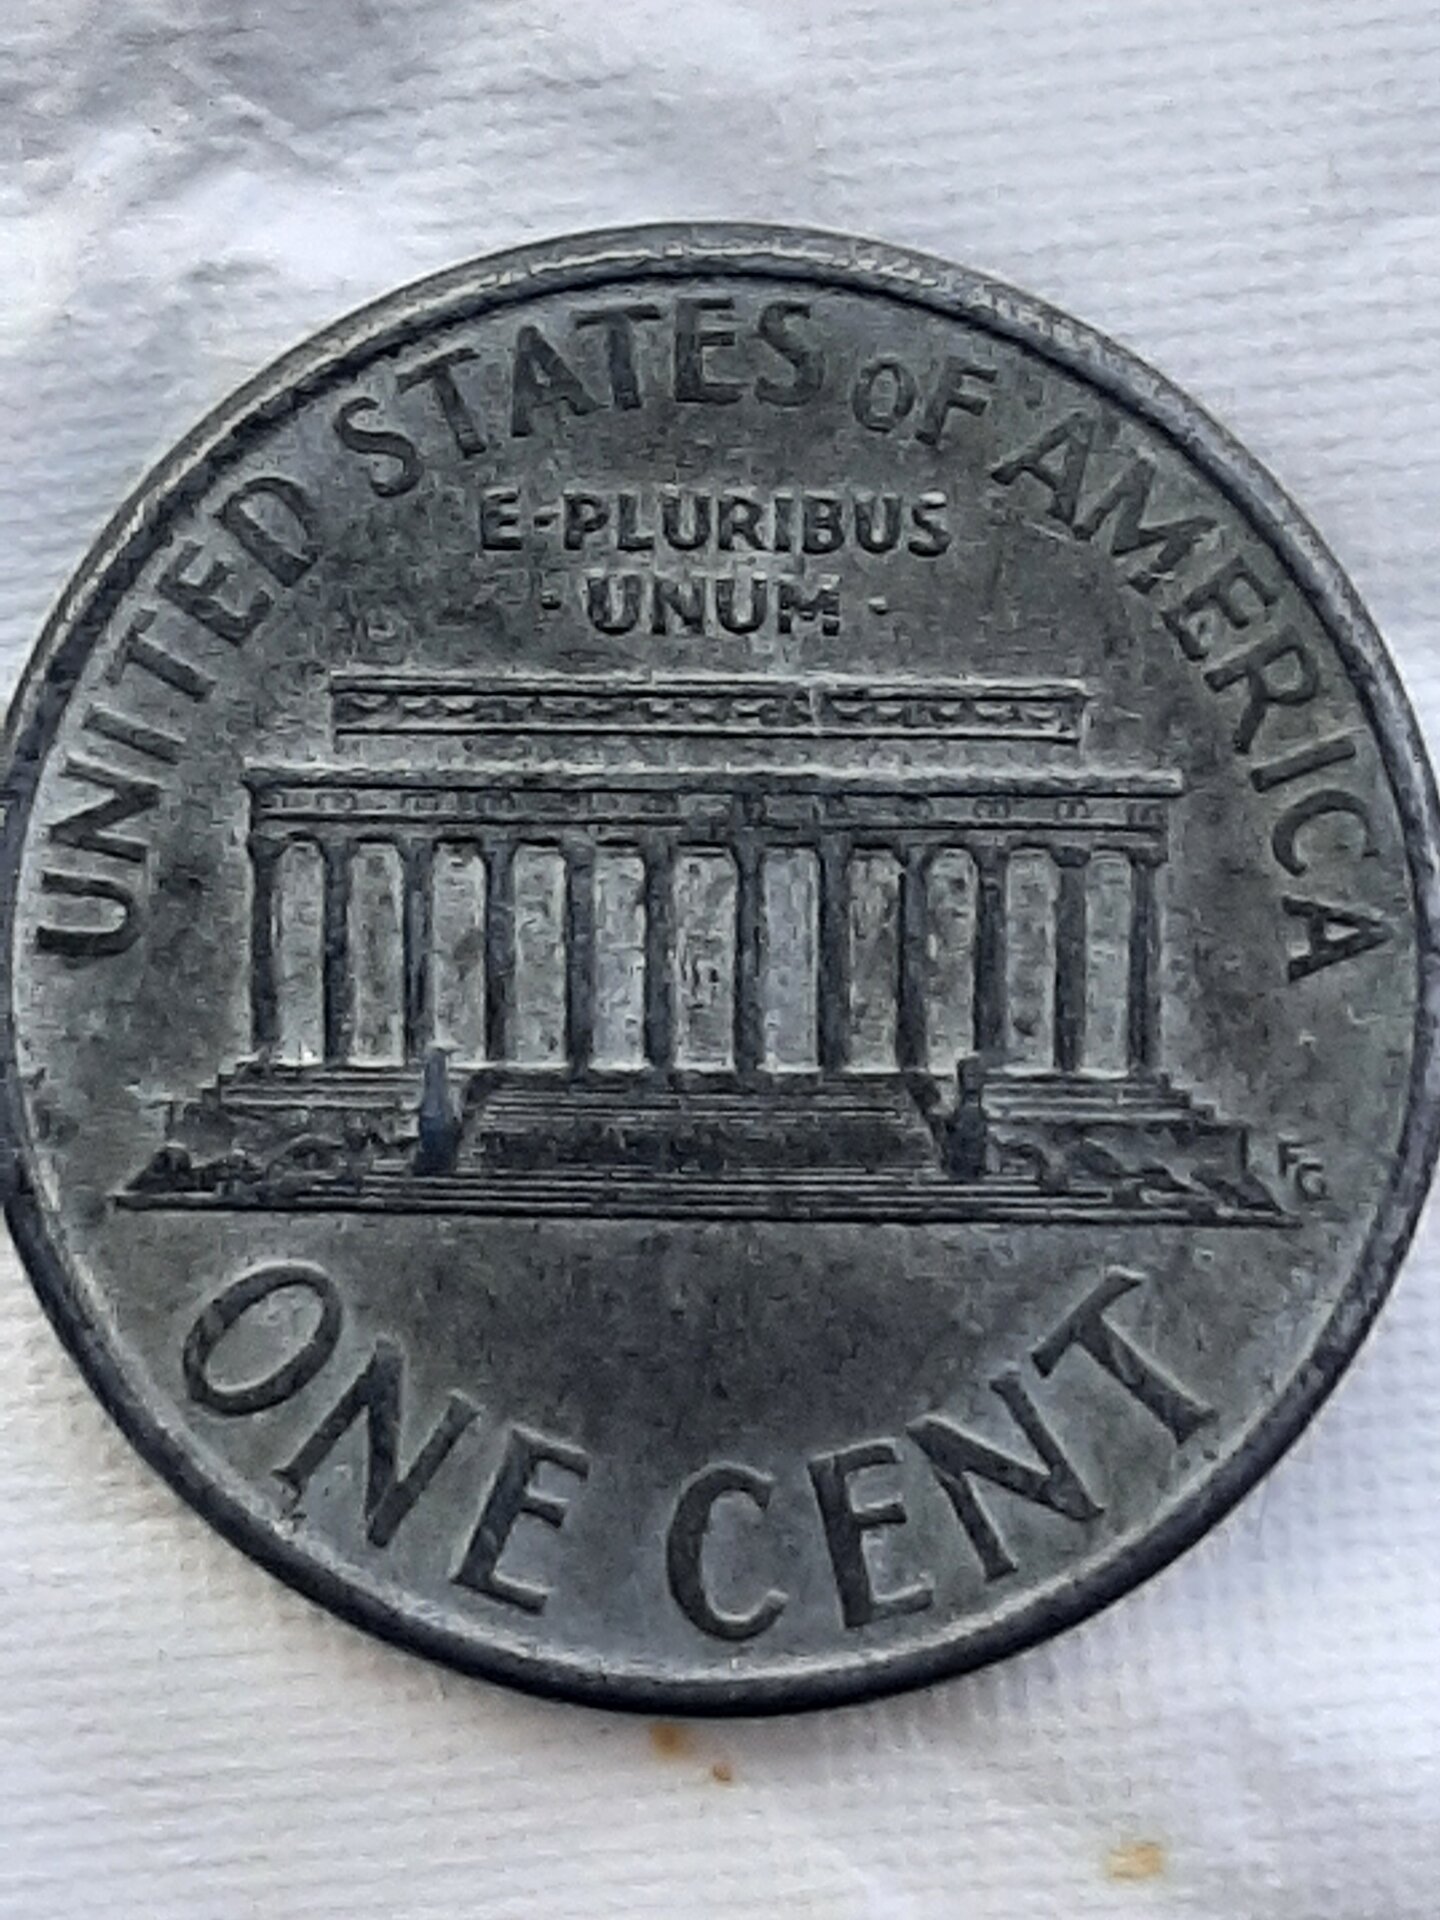 UNITED STATES OF AMERICA
E·PLURIBUS
·UNUM·
FG
ONE CENT